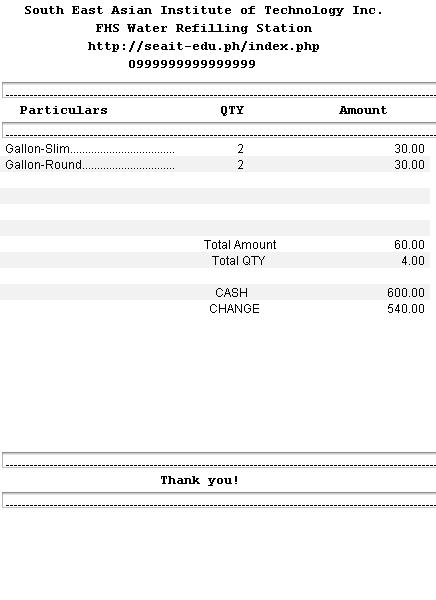 South East Asian Institute of Technology Inc.
FHS Water Refilling Station
http://seait-edu.ph/index.php
0999999999999999
Particulars QTY Amount
Gallon-Slim................................... 2 30.00
Gallon-Round............................... 2 30.00
Total Amount 60.00
Total QTY 4.00
CASH 600.00
CHANGE 540.00
Thank you!